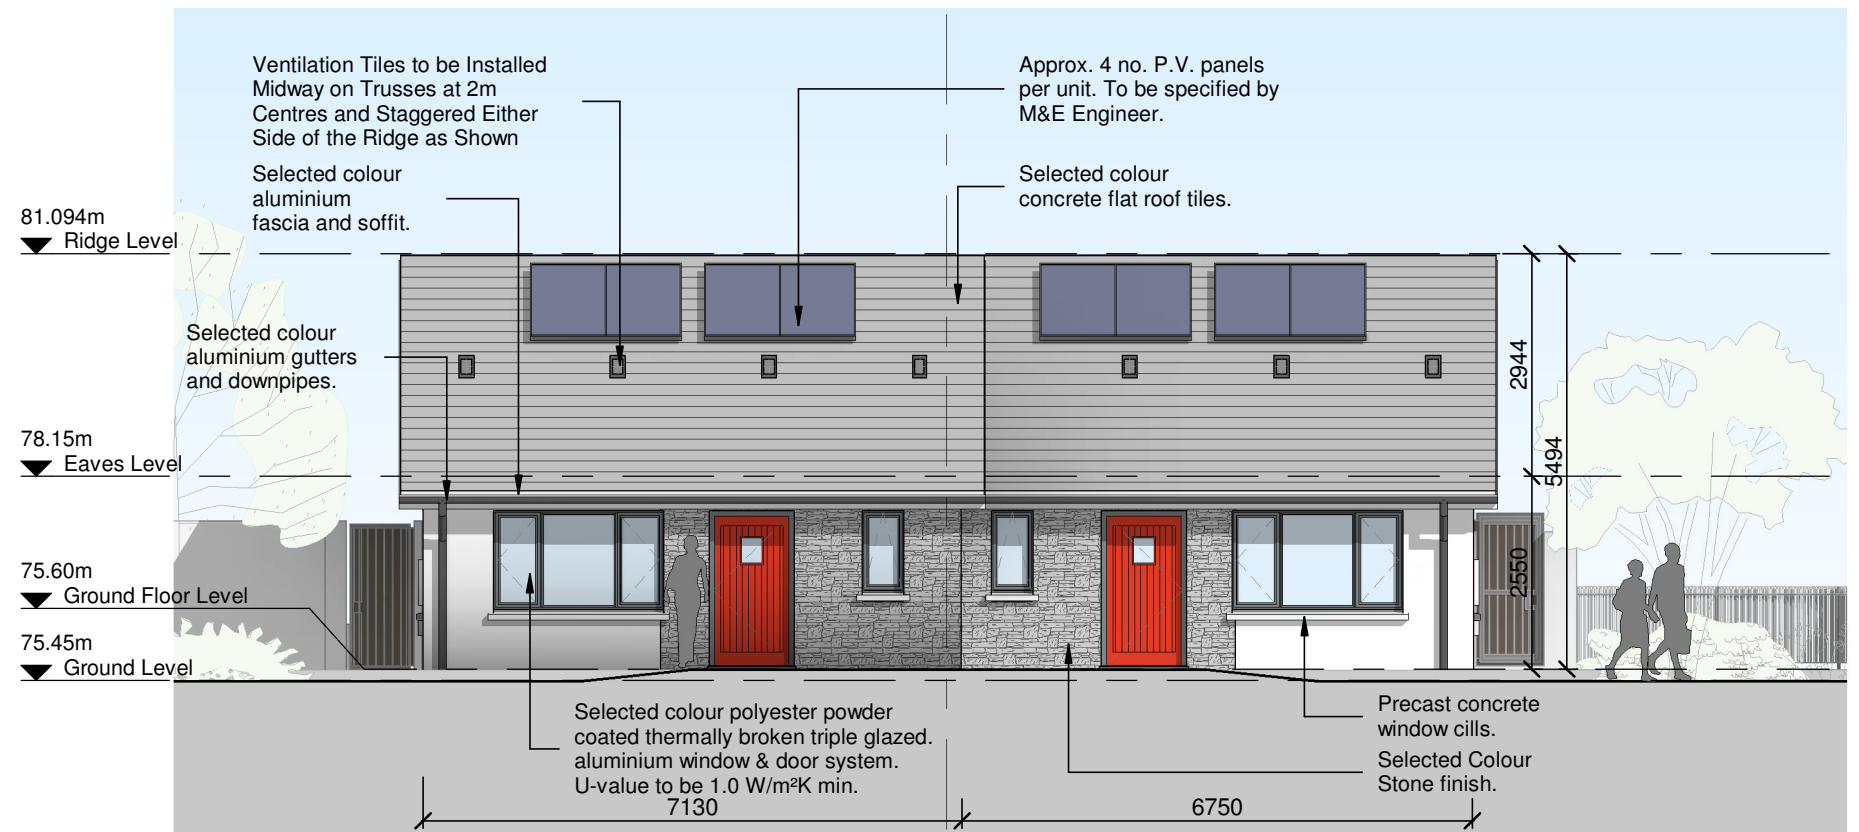 Ventilation Tiles to be Installed
Midway on Trusses at 2m
Centres and Staggered Either
Side of the Ridge as Shown
Approx. 4 no. P.V. panels
per unit. To be specified by
M&E Engineer.
Selected colour
aluminium
fascia and soffit.
Selected colour
concrete flat roof tiles.
81.094m
Ridge Level
Selected colour
aluminium gutters
and downpipes.
2944
78.15m
Eaves Level
5494
75.60m
Ground Floor Level
2550
75.45m
Ground Level
Selected colour polyester powder
coated thermally broken triple glazed.
aluminium window & door system.
U-value to be 1.0 W/m²K min.
Precast concrete
window cills.
Selected Colour
Stone finish.
7130
6750